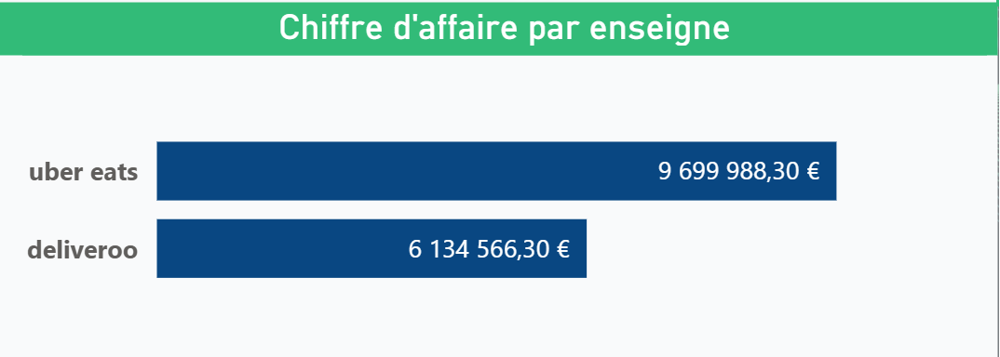 Chiffre d'affaire par enseigne
uber eats 9 699 988,30 €
deliveroo 6 134 566,30 €